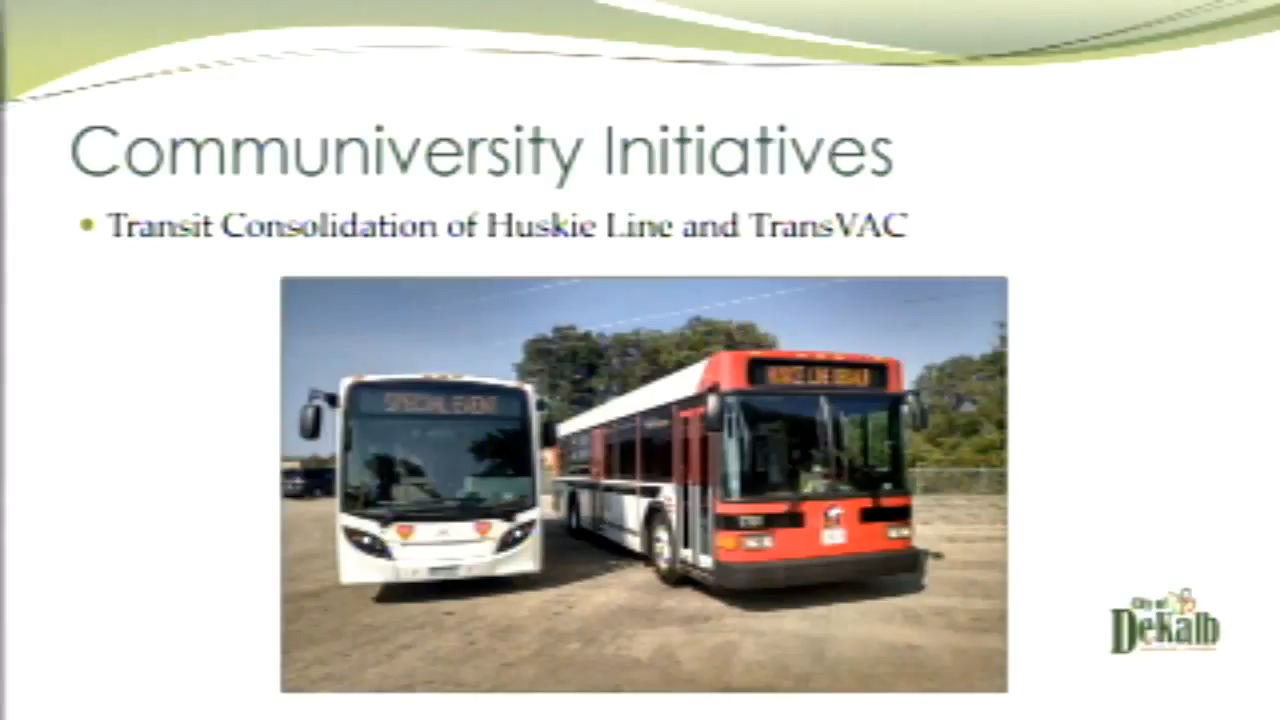 Communiversity Initiatives
Transit Consolidation of Huskie Line and TransVAC
SPECIAL EVENT
City of
DeKalb